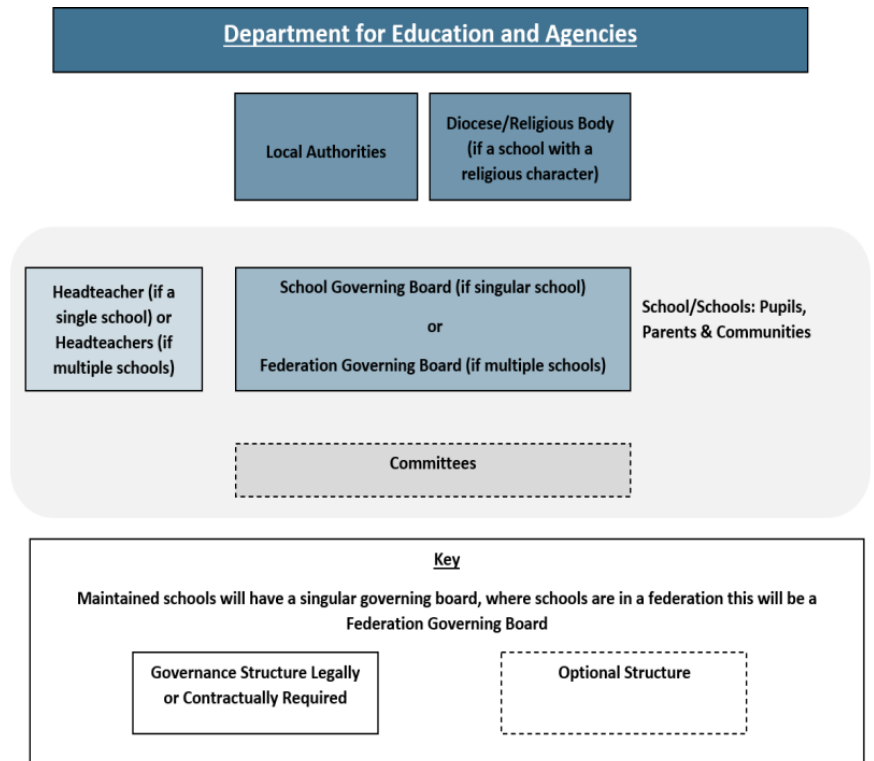 Department for Education and Agencies
Local Authorities
Diocese/Religious Body
(if a school with a
religious character)
Headteacher (if a
single school) or
Headteachers (if
multiple schools)
School Governing Board (if singular school)
or
Federation Governing Board (if multiple schools)
School/Schools: Pupils,
Parents & Communities
Committees
Key
Maintained schools will have a singular governing board, where schools are in a federation this will be a
Federation Governing Board
Governance Structure Legally
or Contractually Required
Optional Structure